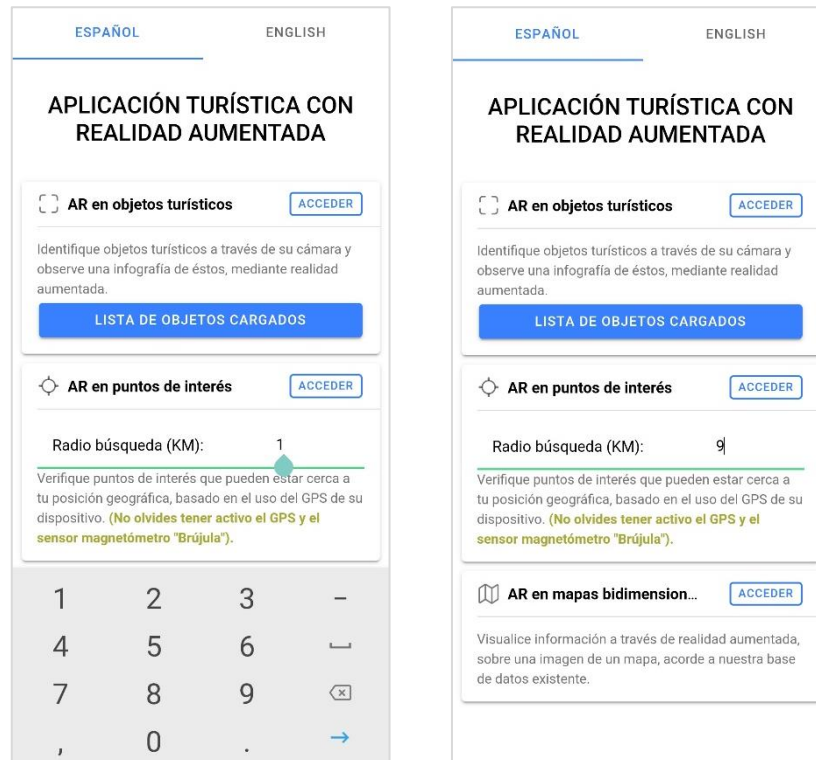 ESPAÑOL ENGLISH
APLICACIÓN TURÍSTICA CON
REALIDAD AUMENTADA
AR en objetos turísticos ACCEDER
Identifique objetos turísticos a través de su cámara y
observe una infografía de éstos, mediante realidad
aumentada.
LISTA DE OBJETOS CARGADOS
AR en puntos de interés ACCEDER
Radio búsqueda (KM): 1
Verifique puntos de interés que pueden estar cerca a
tu posición geográfica, basado en el uso del GPS de su
dispositivo. (No olvides tener activo el GPS y el
sensor magnetómetro "Brújula").
1 2 3 –
4 5 6
7 8 9
, 0 .
ESPAÑOL ENGLISH
APLICACIÓN TURÍSTICA CON
REALIDAD AUMENTADA
AR en objetos turísticos ACCEDER
Identifique objetos turísticos a través de su cámara y
observe una infografía de éstos, mediante realidad
aumentada.
LISTA DE OBJETOS CARGADOS
AR en puntos de interés ACCEDER
Radio búsqueda (KM): 9
Verifique puntos de interés que pueden estar cerca a
tu posición geográfica, basado en el uso del GPS de su
dispositivo. (No olvides tener activo el GPS y el
sensor magnetómetro "Brújula").
AR en mapas bidimension... ACCEDER
Visualice información a través de realidad aumentada,
sobre una imagen de un mapa, acorde a nuestra base
de datos existente.